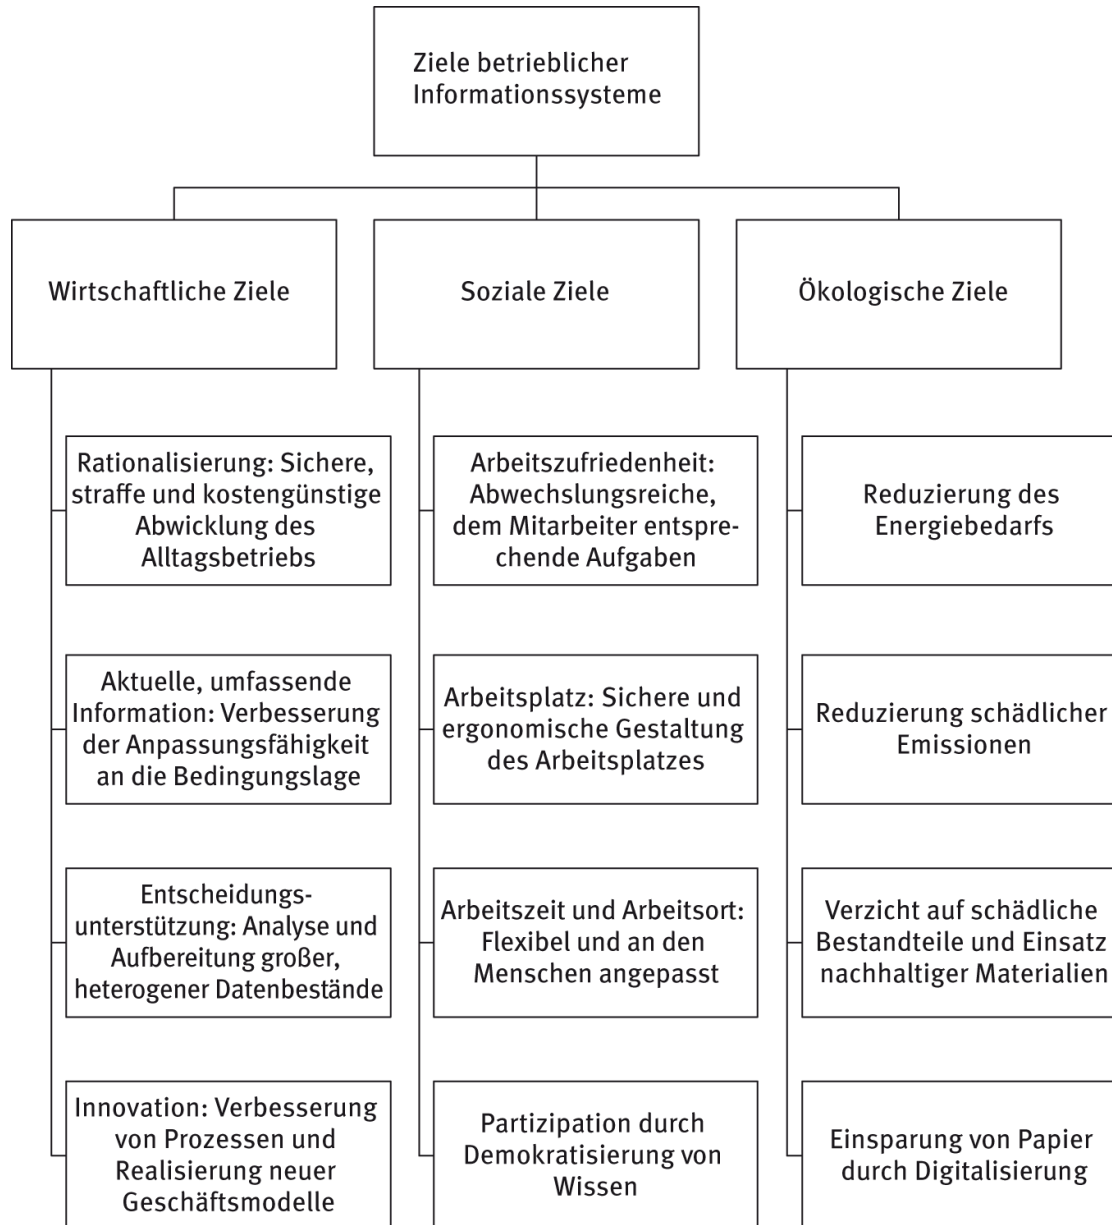 Ziele betrieblicher
Informationssysteme
Wirtschaftliche Ziele
Soziale Ziele
Ökologische Ziele
Rationalisierung: Sichere,
straffe und kostengünstige
Abwicklung des
Alltagsbetriebs
Aktuelle, umfassende
Information: Verbesserung
der Anpassungsfähigkeit
an die Bedingungslage
Entscheidungs-
unterstützung: Analyse und
Aufbereitung großer,
heterogener Datenbestände
Innovation: Verbesserung
von Prozessen und
Realisierung neuer
Geschäftsmodelle
Arbeitszufriedenheit:
Abwechslungsreiche,
dem Mitarbeiter entspre-
chende Aufgaben
Arbeitsplatz: Sichere und
ergonomische Gestaltung
des Arbeitsplatzes
Arbeitszeit und Arbeitsort:
Flexibel und an den
Menschen angepasst
Partizipation durch
Demokratisierung von
Wissen
Reduzierung des
Energiebedarfs
Reduzierung schädlicher
Emissionen
Verzicht auf schädliche
Bestandteile und Einsatz
nachhaltiger Materialien
Einsparung von Papier
durch Digitalisierung